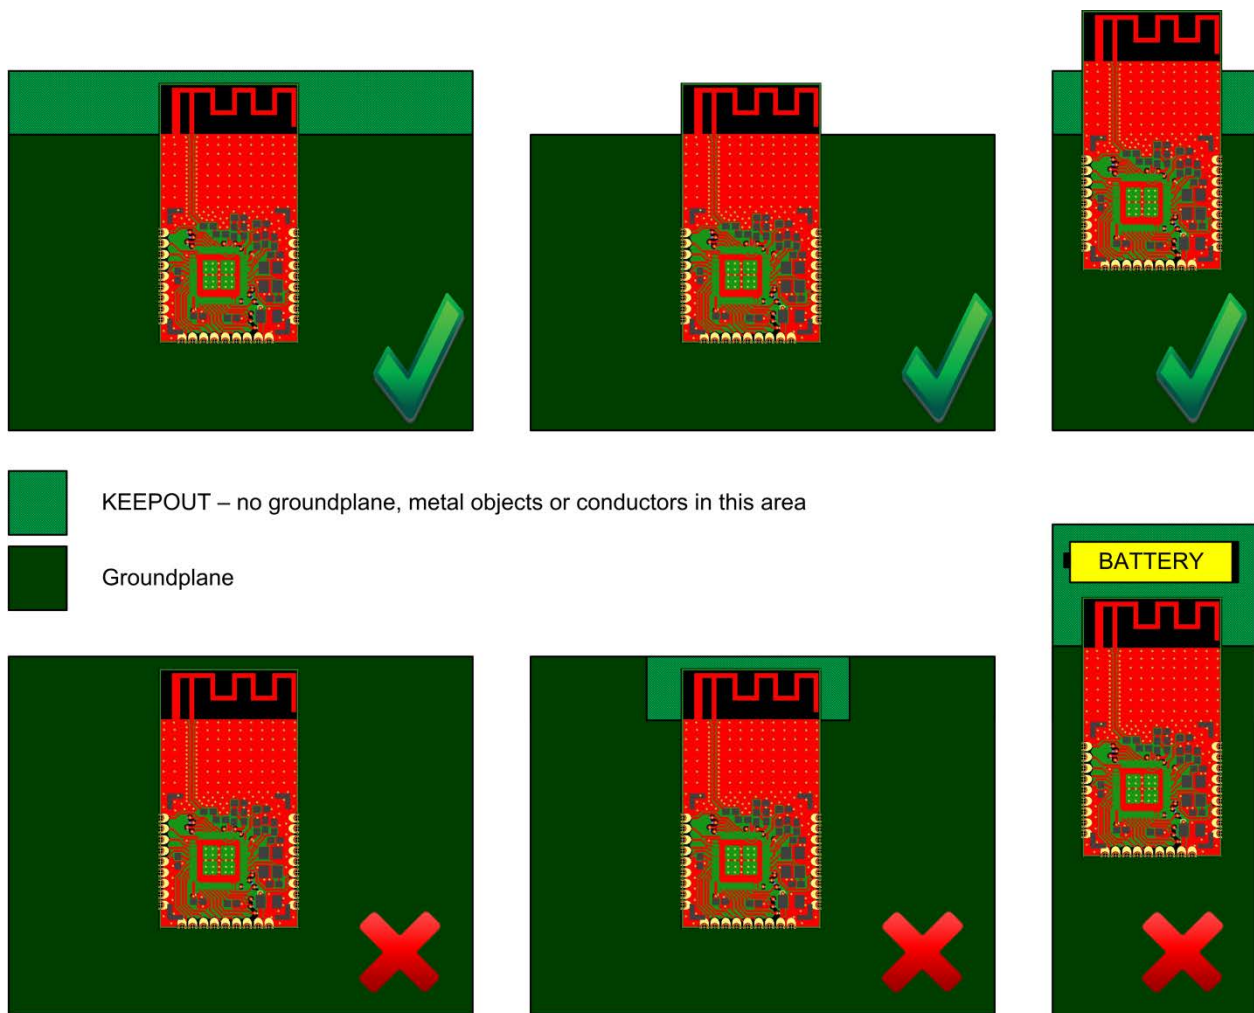 KEEPOUT – no groundplane, metal objects or conductors in this area
Groundplane
BATTERY